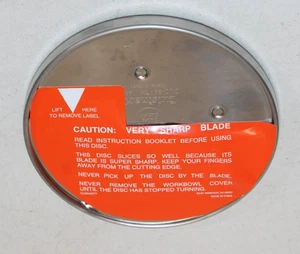 LIFT HERE
TO REMOVE LABEL
CAUTION: VERY SHARP BLADE
READ INSTRUCTION BOOKLET BEFORE USING
THIS DISC.
THIS DISC SLICES SO WELL BECAUSE ITS
BLADE IS SUPER SHARP. KEEP YOUR FINGERS
AWAY FROM THE CUTTING EDGE.
NEVER PICK UP THE DISC BY THE BLADE.
NEVER REMOVE THE WORKBOWL COVER
UNTIL THE DISC HAS STOPPED TURNING.